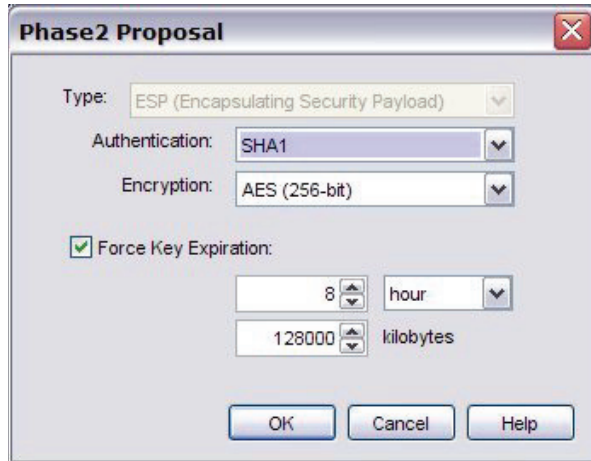 Phase2 Proposal
Type: ESP (Encapsulating Security Payload)
Authentication: SHA1
Encryption: AES (256-bit)
Force Key Expiration:
8 hour
128000 kilobytes
OK Cancel Help